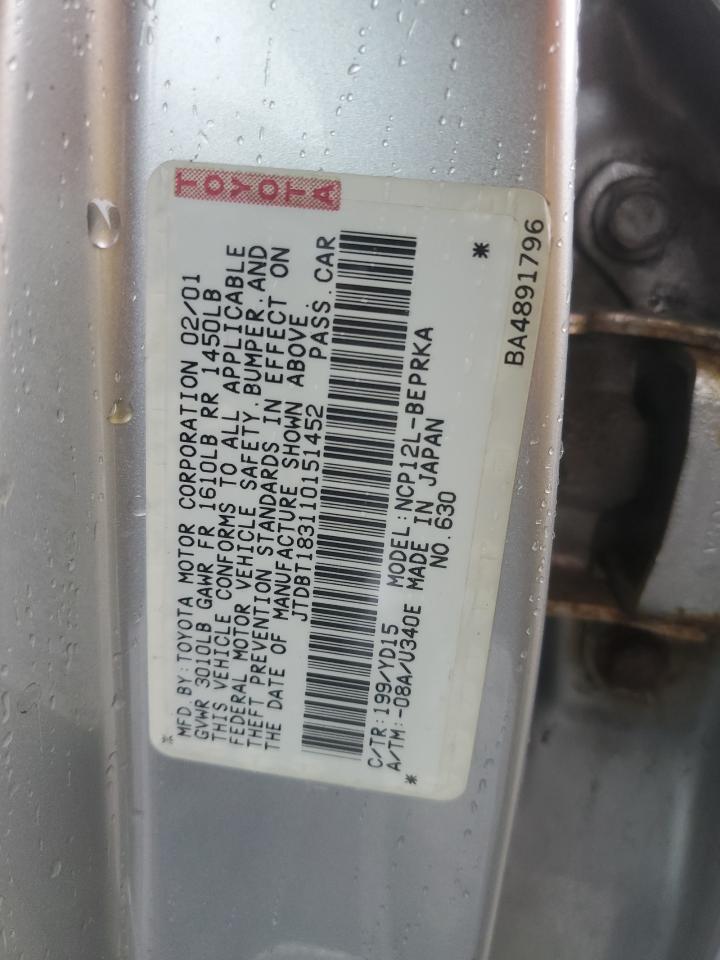 TOYOTA
MFD. BY: TOYOTA MOTOR CORPORATION 02/01
GVWR 3010LB GAWR FR 1610LB RR 1450LB
THIS VEHICLE CONFORMS TO ALL APPLICABLE
FEDERAL MOTOR VEHICLE SAFETY, BUMPER, AND
THEFT PREVENTION STANDARDS IN EFFECT ON
THE DATE OF MANUFACTURE SHOWN ABOVE.
JTDBT183110151452 PASS. CAR
C/TR: 199/YD15 MODEL: NCP12L-BEPRKA
A/TM: -08A/U340E MADE IN JAPAN
NO. 630
BA4891796